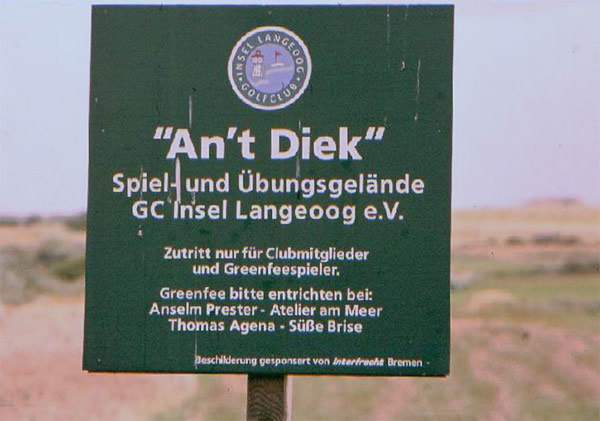 INSEL LANGEOOG
GOLFCLUB
"An't Diek"
Spiel- und Übungsgelände
GC Insel Langeoog e.V.
Zutritt nur für Clubmitglieder
und Greenfeespieler.
Greenfee bitte entrichten bei:
Anselm Prester - Atelier am Meer
Thomas Agena - Süße Brise
Beschilderung gesponsert von Interfracht Bremen